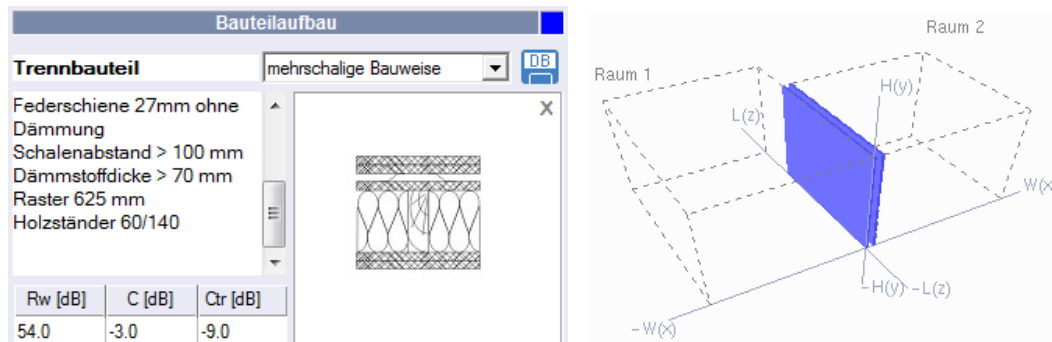 Bauteilaufbau
Trennbauteil
mehrschalige Bauweise
DB
Federschiene 27mm ohne
Dämmung
Schalenabstand > 100 mm
Dämmstoffdicke > 70 mm
Raster 625 mm
Holzständer 60/140
X
Rw [dB] C [dB] Ctr [dB]
54.0 -3.0 -9.0
Raum 2
Raum 1
H(y)
L(z)
W(x
-H(y) -L(z)
-W(x)